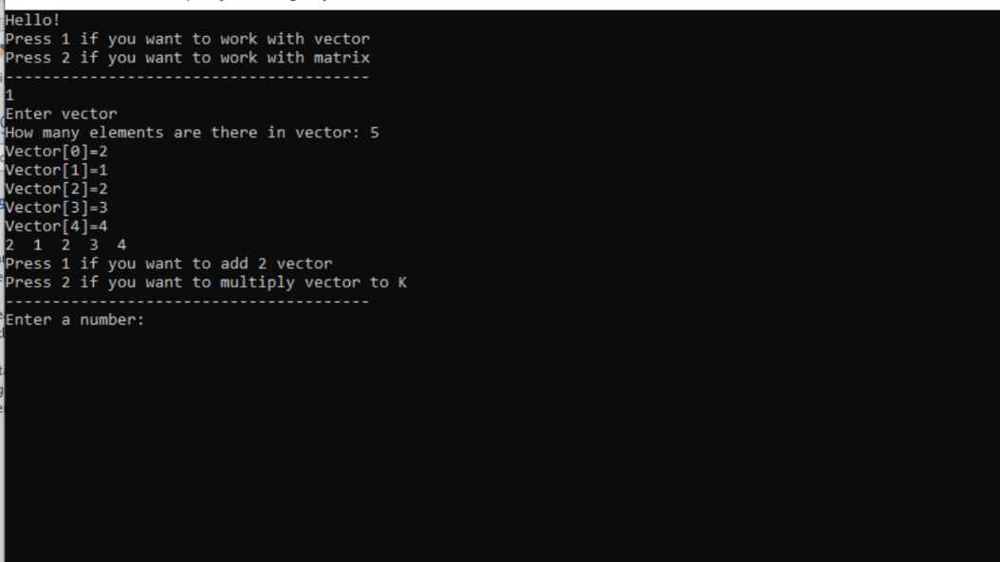 Hello!
Press 1 if you want to work with vector
Press 2 if you want to work with matrix
---------------------------------------
1
Enter vector
How many elements are there in vector: 5
Vector[0]=2
Vector[1]=1
Vector[2]=2
Vector[3]=3
Vector[4]=4
2  1  2  3  4
Press 1 if you want to add 2 vector
Press 2 if you want to multiply vector to K
---------------------------------------
Enter a number: